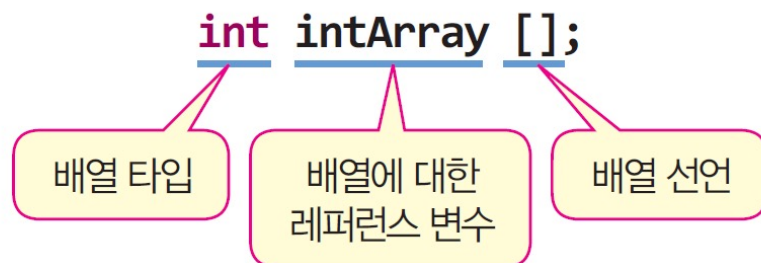 int intArray [];
배열 타입
배열에 대한
레퍼런스 변수
배열 선언